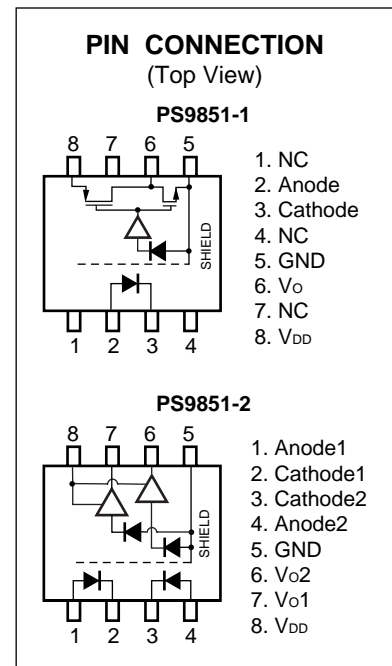 PIN CONNECTION
(Top View)
PS9851-1
8 7 6 5
SHIELD
1 2 3 4
1. NC
2. Anode
3. Cathode
4. NC
5. GND
6. VO
7. NC
8. VDD
PS9851-2
8 7 6 5
SHIELD
1 2 3 4
1. Anode1
2. Cathode1
3. Cathode2
4. Anode2
5. GND
6. VO2
7. VO1
8. VDD